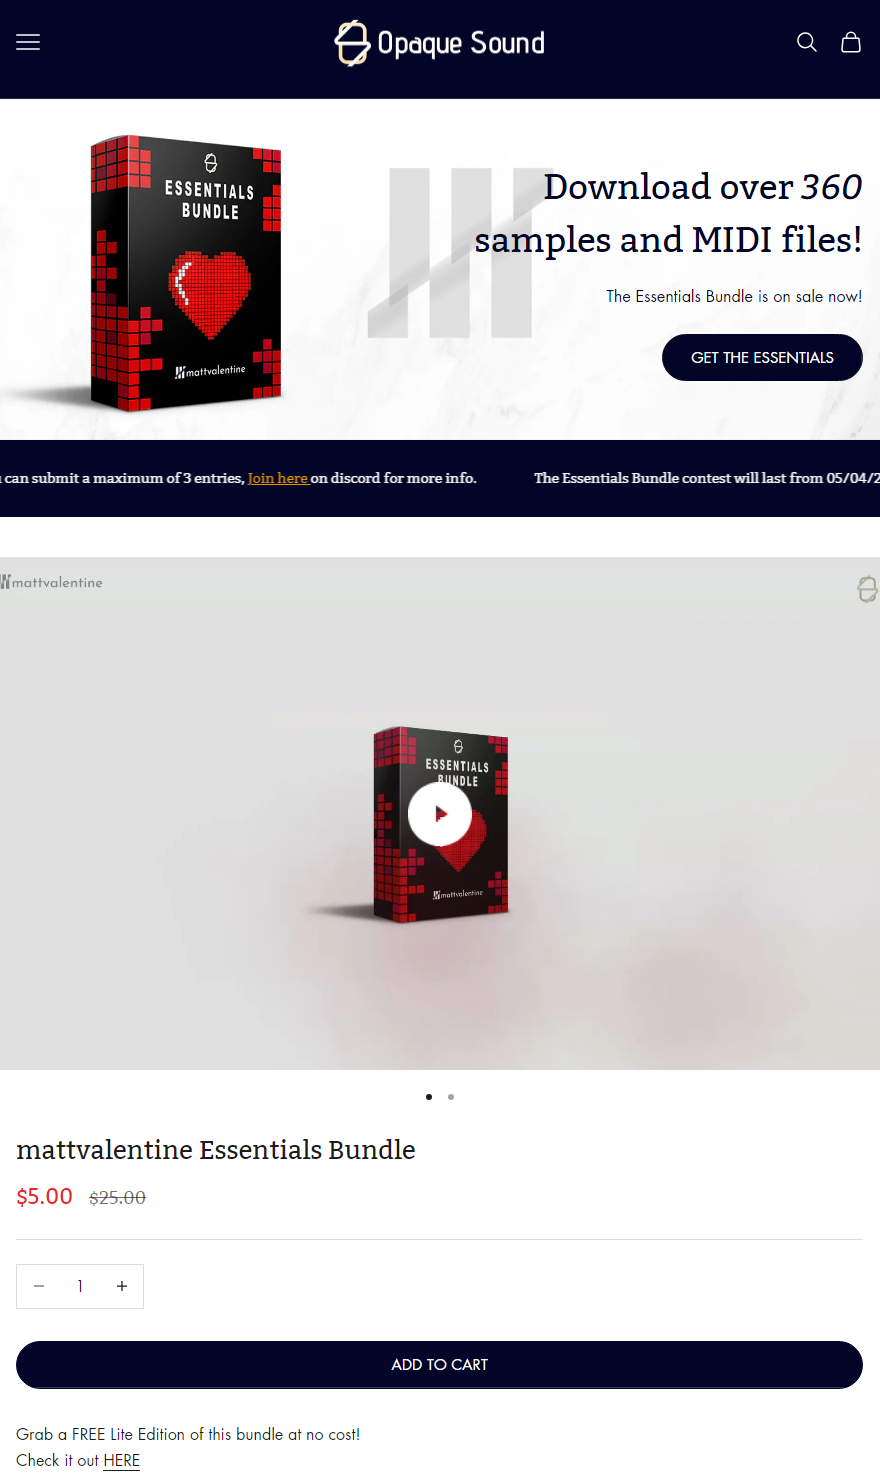 Opaque Sound
ESSENTIALS
BUNDLE
mattvalentine
Download over 360
samples and MIDI files!
The Essentials Bundle is on sale now!
GET THE ESSENTIALS
can submit a maximum of 3 entries, Join here on discord for more info.
The Essentials Bundle contest will last from 05/04/2
mattvalentine
ESSENTIALS
BUNDLE
mattvalentine
mattvalentine Essentials Bundle
$5.00 $25.00
− 1 +
ADD TO CART
Grab a FREE Lite Edition of this bundle at no cost!
Check it out HERE